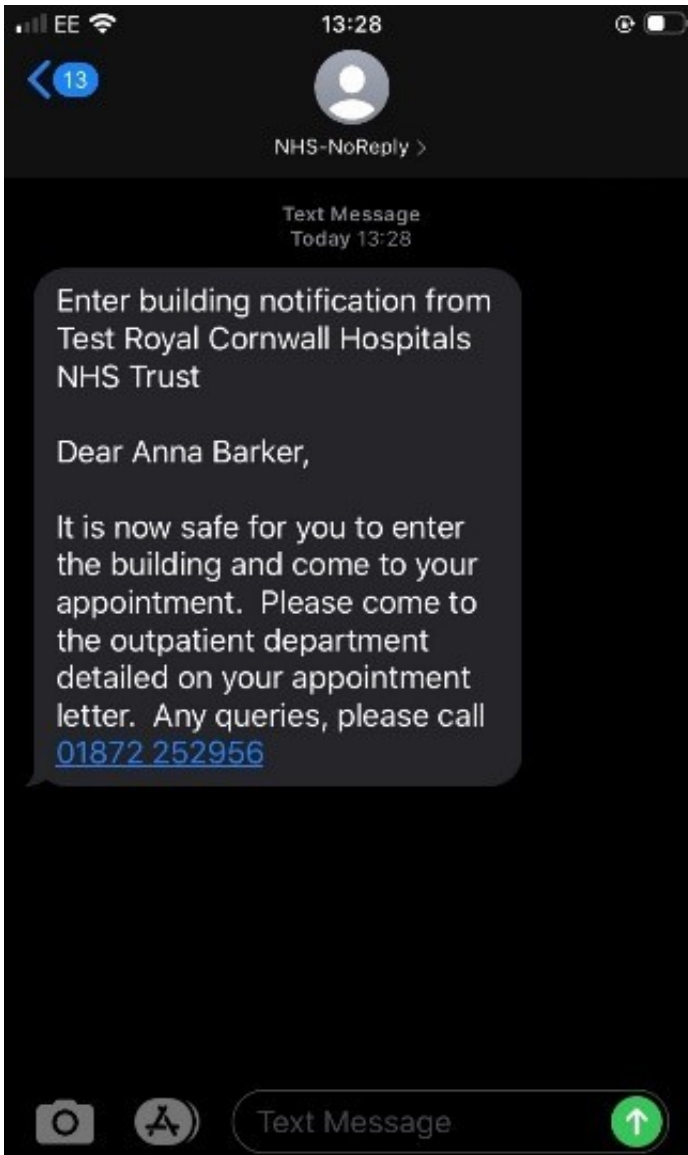 EE 13:28
13
NHS-NoReply >
Text Message
Today 13:28
Enter building notification from
Test Royal Cornwall Hospitals
NHS Trust
Dear Anna Barker,
It is now safe for you to enter
the building and come to your
appointment.  Please come to
the outpatient department
detailed on your appointment
letter.  Any queries, please call
01872 252956
Text Message